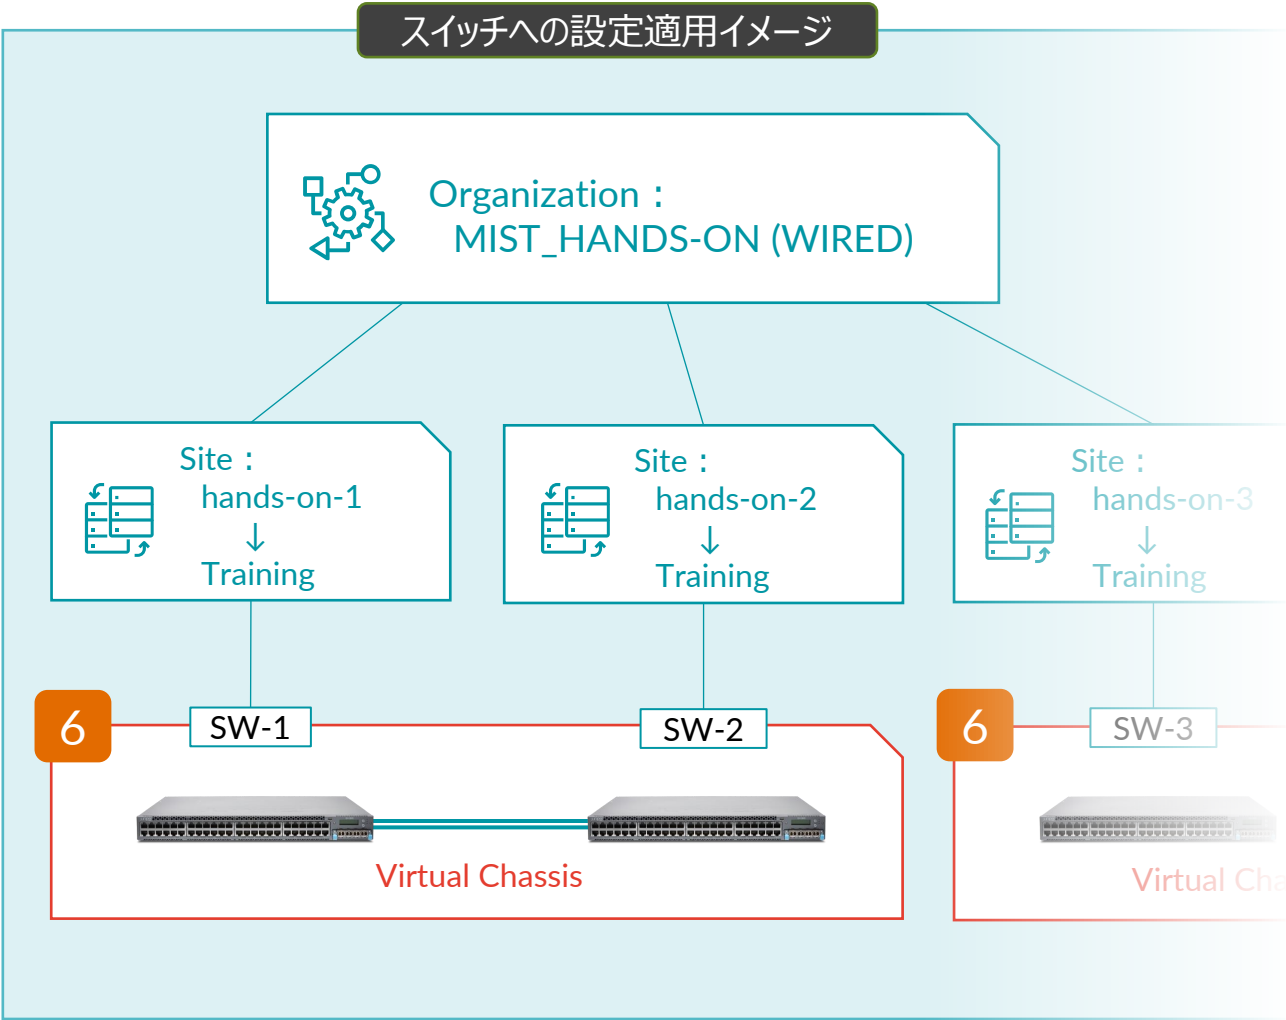 スイッチへの設定適用イメージ
Organization：
MIST_HANDS-ON (WIRED)
Site：
hands-on-1
↓
Training
Site：
hands-on-2
↓
Training
Site：
hands-on-3
↓
Training
6
SW-1
SW-2
Virtual Chassis
6
SW-3
Virtual Cha